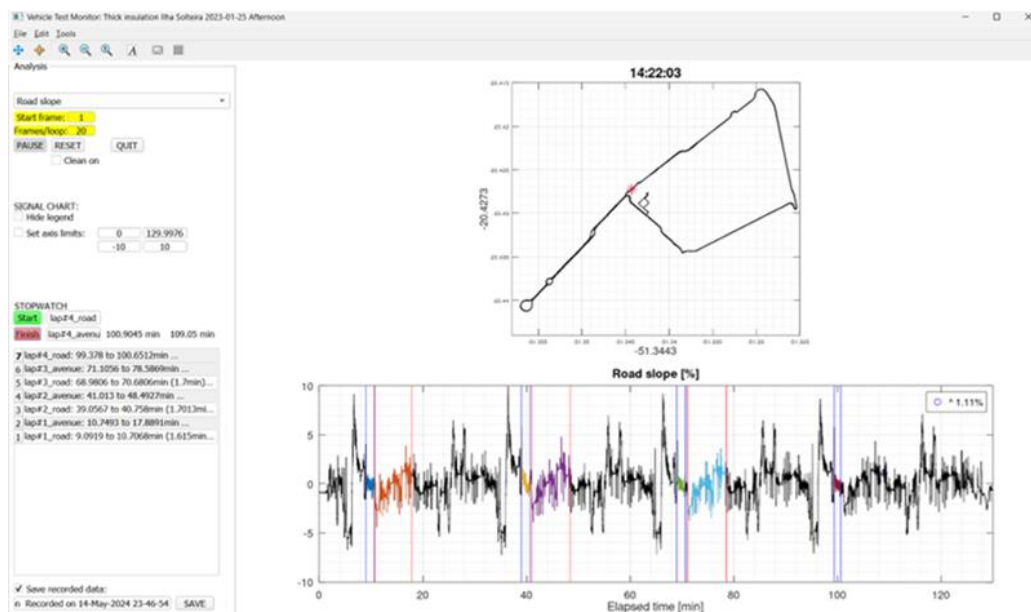 Vehicle Test Monitor: Thick insulation Ilha Solteira 2023-01-25 Afternoon
File Edit Tools
Analysis
Road slope
Start frame: 1
Frames/loop: 20
PAUSE RESET QUIT
Clean on
SIGNAL CHART:
Hide legend
Set axis limits: 0 129.9976
-10 10
STOPWATCH
Start lap#4_road
Finish lap#4_avenu 100.9045 min 109.05 min
7 lap#4_road: 99.378 to 100.6512min ...
6 lap#3_avenue: 71.1056 to 78.5869min ...
5 lap#3_road: 68.9806 to 70.6806min (1.7min)...
4 lap#2_avenue: 41.013 to 48.4927min ...
3 lap#2_road: 39.0567 to 40.758min (1.7013mi...
2 lap#1_avenue: 10.7493 to 17.8891min ...
1 lap#1_road: 9.0919 to 10.7068min (1.615min...
Save recorded data:
Recorded on 14-May-2024 23-46-54 SAVE
14:22:03
-20.4273
-51.3443
Road slope [%]
^ 1.11%
10
5
0
-5
-10
0 20 40 60 80 100 120
Elapsed time [min]